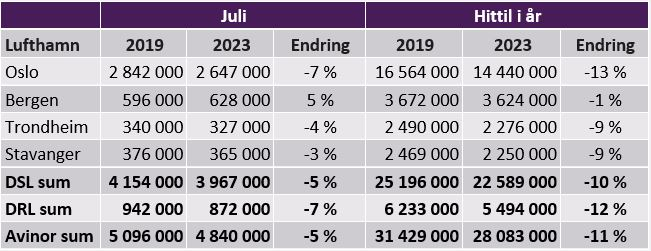 Juli Hittil i år
Lufthamn 2019 2023 Endring 2019 2023 Endring
Oslo 2 842 000 2 647 000 -7 % 16 564 000 14 440 000 -13 %
Bergen 596 000 628 000 5 % 3 672 000 3 624 000 -1 %
Trondheim 340 000 327 000 -4 % 2 490 000 2 276 000 -9 %
Stavanger 376 000 365 000 -3 % 2 469 000 2 250 000 -9 %
DSL sum 4 154 000 3 967 000 -5 % 25 196 000 22 589 000 -10 %
DRL sum 942 000 872 000 -7 % 6 233 000 5 494 000 -12 %
Avinor sum 5 096 000 4 840 000 -5 % 31 429 000 28 083 000 -11 %